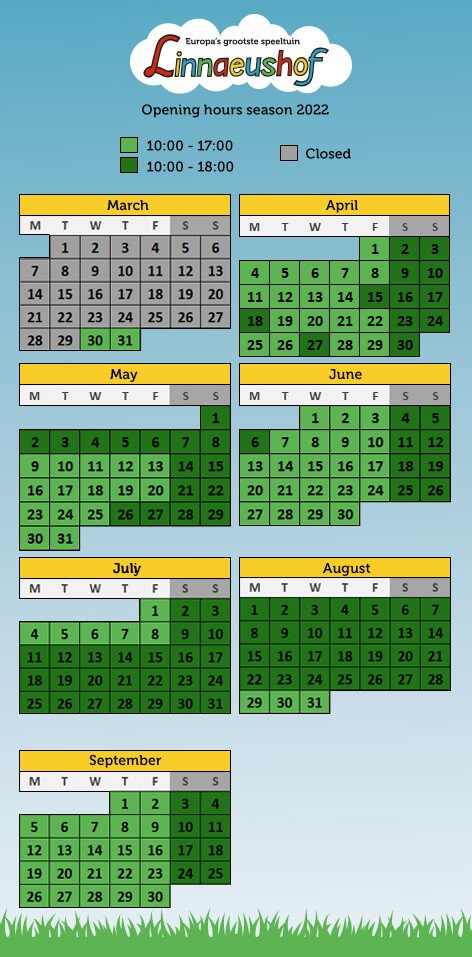 Europa's grootste speeltuin
Linnaeushof
Opening hours season 2022
10:00 - 17:00
10:00 - 18:00
Closed
March
M T W T F S S
1 2 3 4 5 6
7 8 9 10 11 12 13
14 15 16 17 18 19 20
21 22 23 24 25 26 27
28 29 30 31
April
M T W T F S S
1 2 3
4 5 6 7 8 9 10
11 12 13 14 15 16 17
18 19 20 21 22 23 24
25 26 27 28 29 30
May
M T W T F S S
1
2 3 4 5 6 7 8
9 10 11 12 13 14 15
16 17 18 19 20 21 22
23 24 25 26 27 28 29
30 31
June
M T W T F S S
1 2 3 4 5
6 7 8 9 10 11 12
13 14 15 16 17 18 19
20 21 22 23 24 25 26
27 28 29 30
July
M T W T F S S
1 2 3
4 5 6 7 8 9 10
11 12 13 14 15 16 17
18 19 20 21 22 23 24
25 26 27 28 29 30 31
August
M T W T F S S
1 2 3 4 5 6 7
8 9 10 11 12 13 14
15 16 17 18 19 20 21
22 23 24 25 26 27 28
29 30 31
September
M T W T F S S
1 2 3 4
5 6 7 8 9 10 11
12 13 14 15 16 17 18
19 20 21 22 23 24 25
26 27 28 29 30